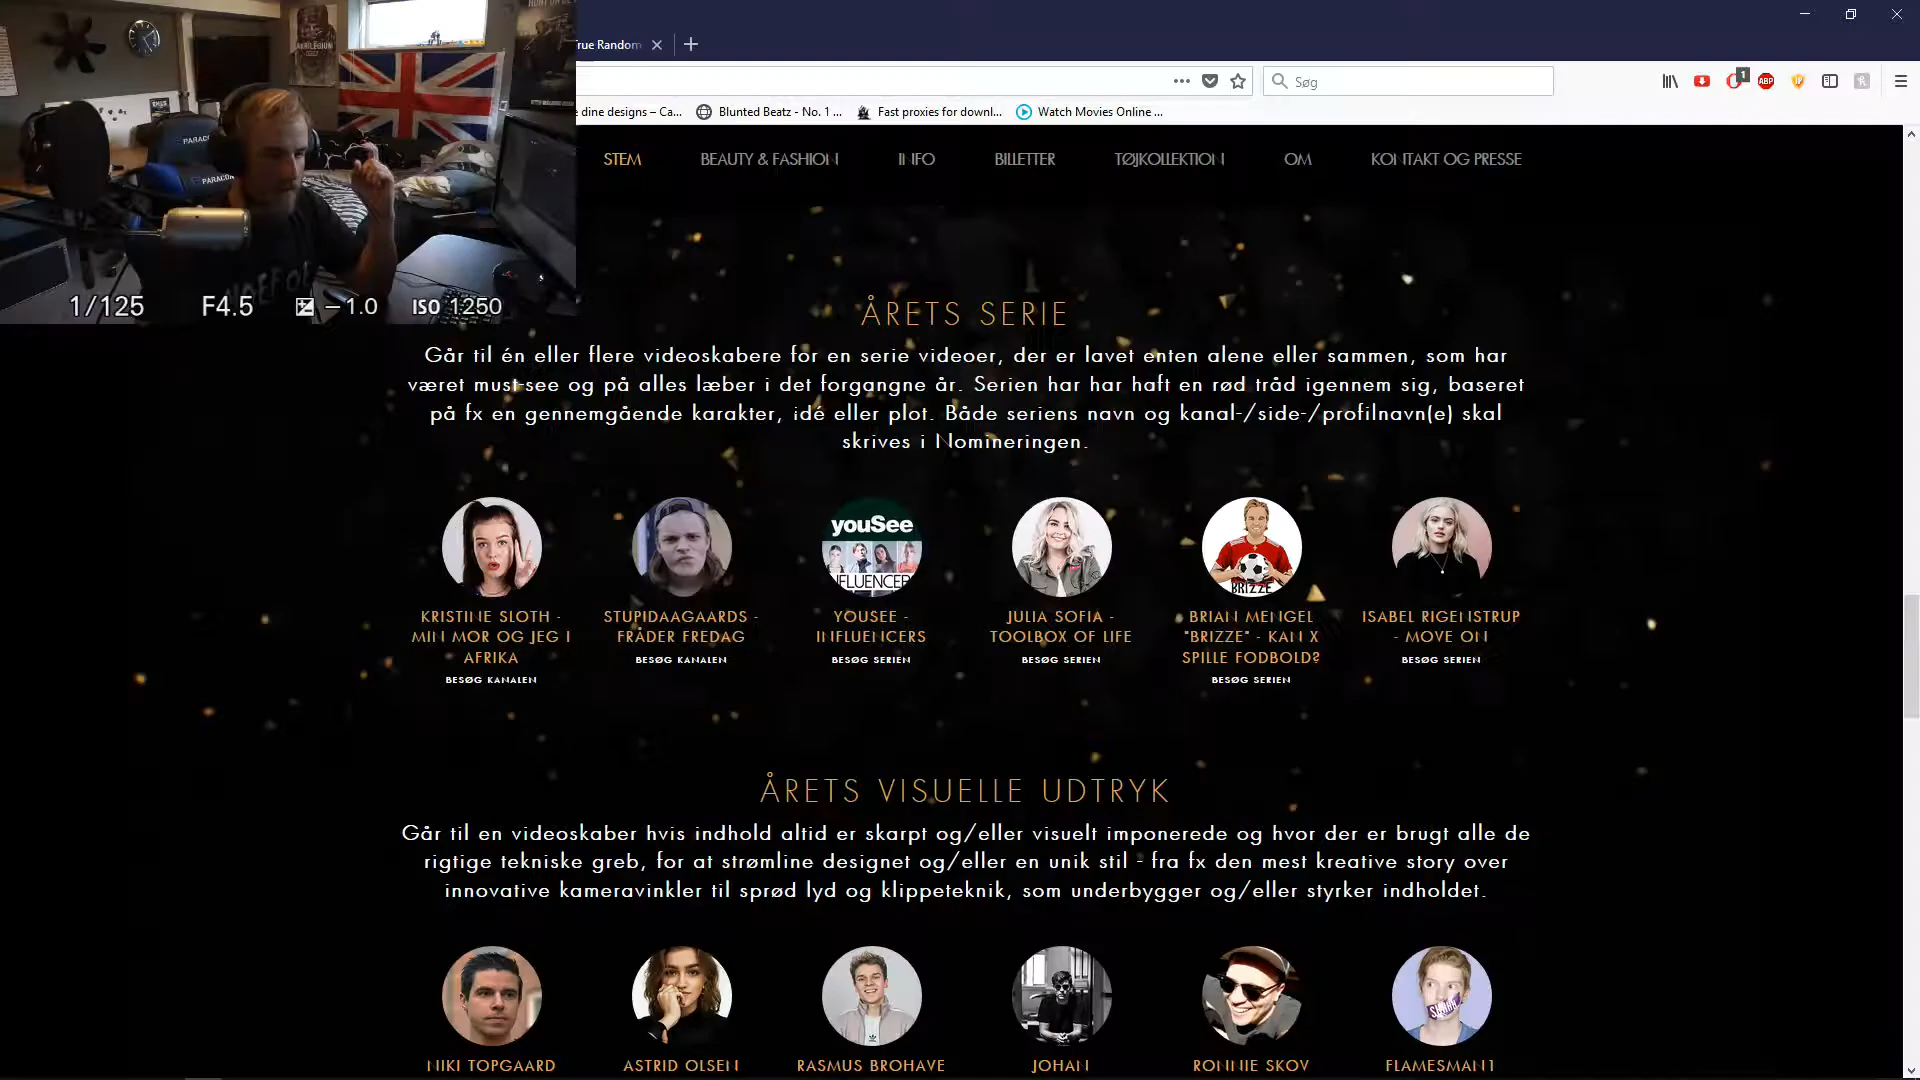 True Random
Søg
1
ABP
e dine designs – Ca...
Blunted Beatz - No. 1 ...
Fast proxies for downl...
Watch Movies Online ...
STEM
BEAUTY & FASHION
INFO
BILLETTER
TØJKOLLEKTION
OM
KONTAKT OG PRESSE
PARACON
PARACON
1/125
F4.5
–1.0
ISO 1250
ÅRETS SERIE
Går til én eller flere videoskabere for en serie videoer, der er lavet enten alene eller sammen, som har
været must-see og på alles læber i det forgangne år. Serien har har haft en rød tråd igennem sig, baseret
på fx en gennemgående karakter, idé eller plot. Både seriens navn og kanal-/side-/profilnavn(e) skal
skrives i Nomineringen.
youSee
NFLUENCER
BRIZZE
KRISTINE SLOTH -
MIN MOR OG JEG I
AFRIKA
BESØG KANALEN
STUPIDAAGAARDS -
FRÅDER FREDAG
BESØG KANALEN
YOUSEE -
INFLUENCERS
BESØG SERIEN
JULIA SOFIA -
TOOLBOX OF LIFE
BESØG SERIEN
BRIAN MENGEL
"BRIZZE" - KAN X
SPILLE FODBOLD?
BESØG SERIEN
ISABEL RIGENSTRUP
- MOVE ON
BESØG SERIEN
ÅRETS VISUELLE UDTRYK
Går til en videoskaber hvis indhold altid er skarpt og/eller visuelt imponerede og hvor der er brugt alle de
rigtige tekniske greb, for at strømline designet og/eller en unik stil - fra fx den mest kreative story over
innovative kameravinkler til sprød lyd og klippeteknik, som underbygger og/eller styrker indholdet.
NIKI TOPGAARD
ASTRID OLSEN
RASMUS BROHAVE
JOHAN
RONNIE SKOV
FLAMESMAN1